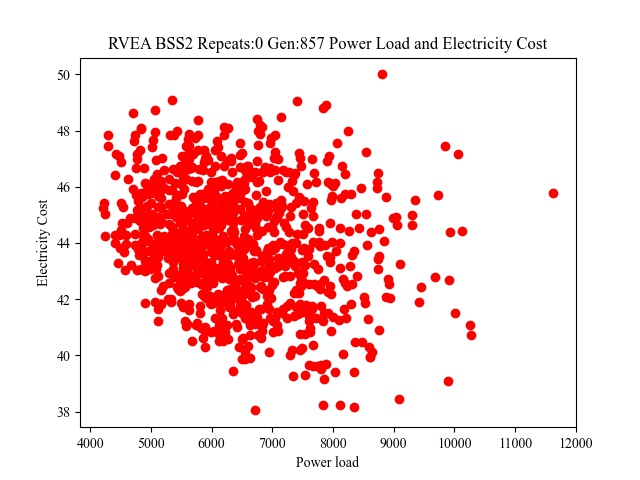 RVEA BSS2 Repeats:0 Gen:857 Power Load and Electricity Cost
50
48
46
44
42
40
38
Electricity Cost
4000 5000 6000 7000 8000 9000 10000 11000 12000
Power load